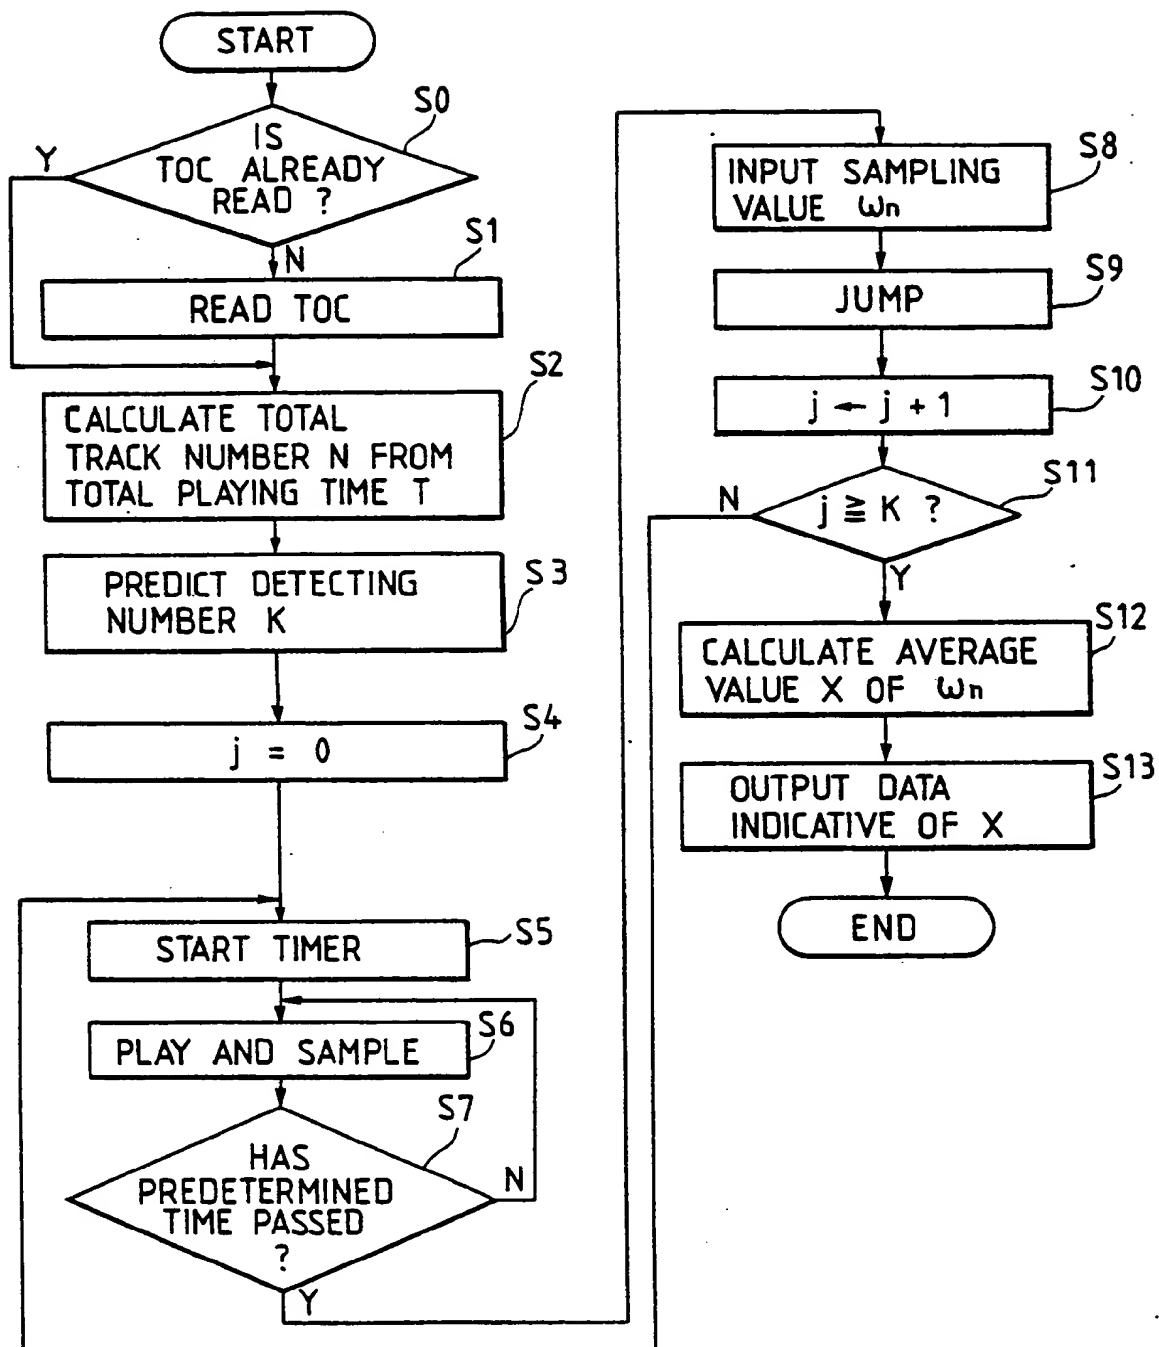 START
S0
IS
TOC ALREADY
READ ?
Y
N
S1
READ TOC
S2
CALCULATE TOTAL
TRACK NUMBER N FROM
TOTAL PLAYING TIME T
S3
PREDICT DETECTING
NUMBER K
S4
j = 0
S5
START TIMER
S6
PLAY AND SAMPLE
S7
HAS
PREDETERMINED
TIME PASSED
?
N
Y
S8
INPUT SAMPLING
VALUE ωn
S9
JUMP
S10
j ← j + 1
S11
j ≧ K ?
N
Y
S12
CALCULATE AVERAGE
VALUE X OF ωn
S13
OUTPUT DATA
INDICATIVE OF X
END